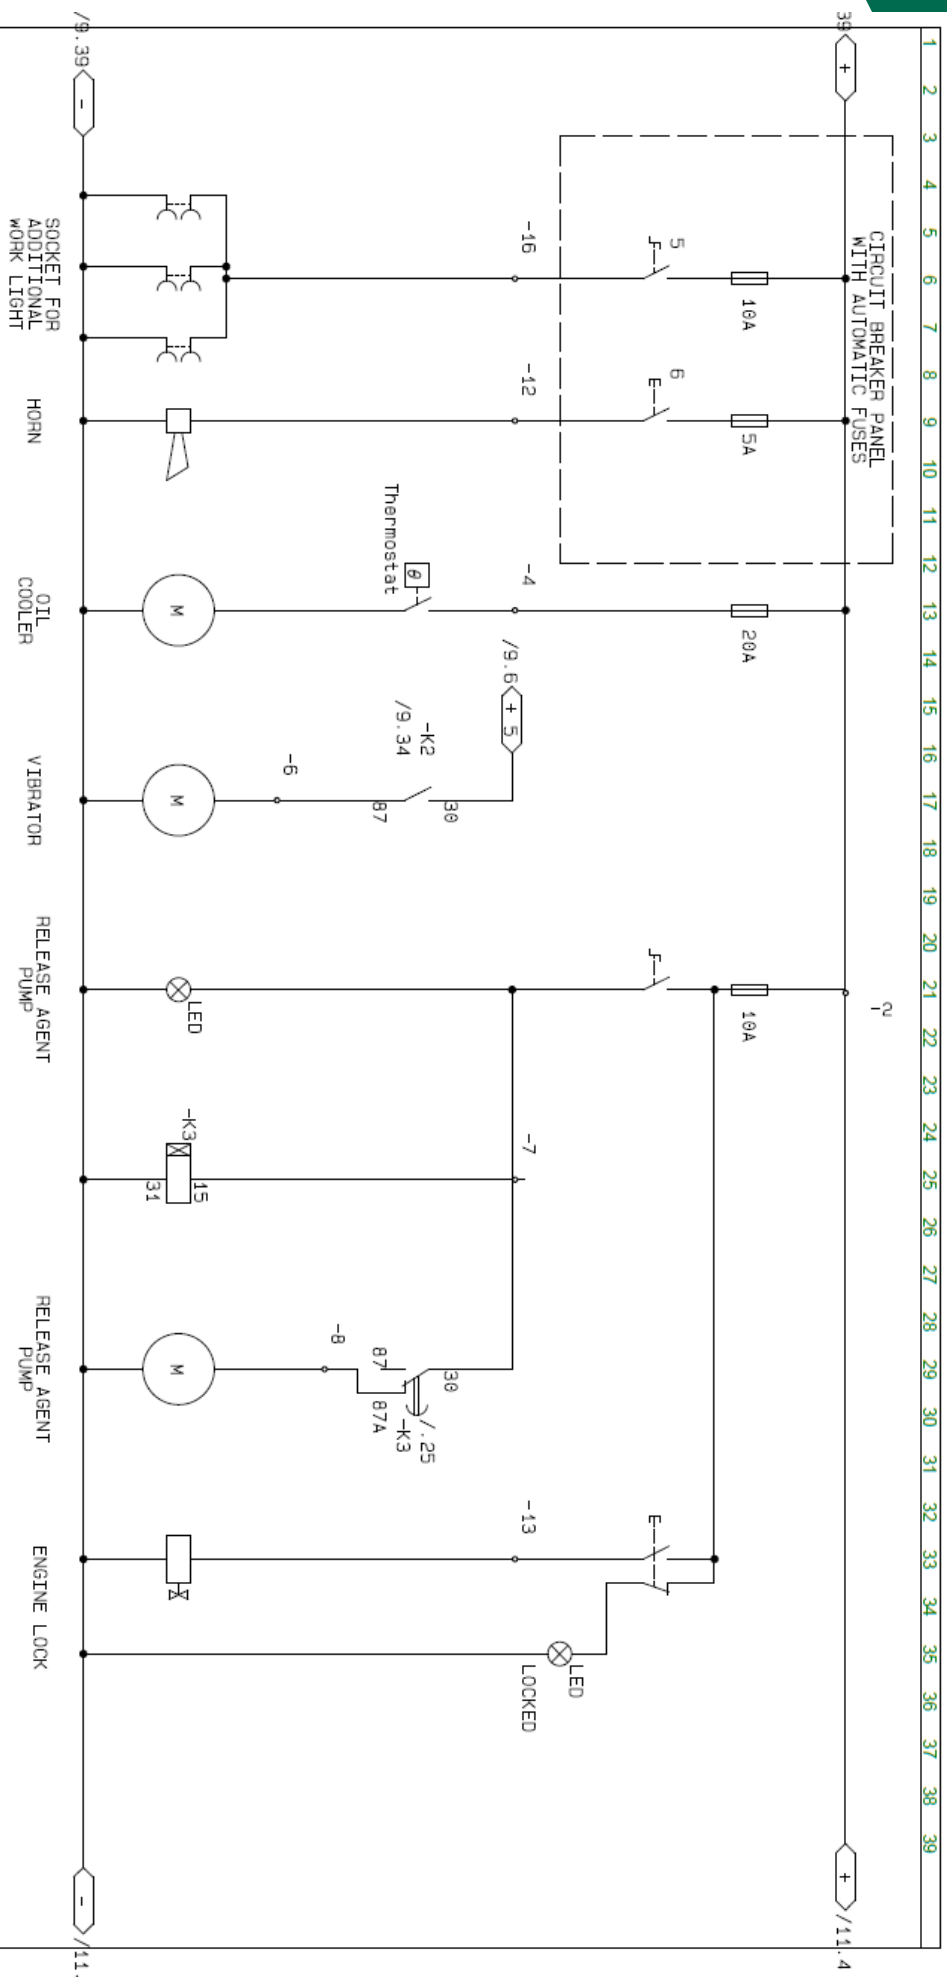 1 2 3 4 5 6 7 8 9 10 11 12 13 14 15 16 17 18 19 20 21 22 23 24 25 26 27 28 29 30 31 32 33 34 35 36 37 38 39
39
+
+
/11.4
CIRCUIT BREAKER PANEL
WITH AUTOMATIC FUSES
-2
10A
5A
20A
10A
5
6
-16
-12
-4
/9.6
+ 5
-7
-13
LED
LOCKED
Thermostat
θ
-K2
/9.34
30
87
-6
30
/.25
-K3
87
87A
-8
M
M
LED
-K3
15
31
M
/9.39
-
-
/11.
SOCKET FOR
ADDITIONAL
WORK LIGHT
HORN
OIL
COOLER
VIBRATOR
RELEASE AGENT
PUMP
RELEASE AGENT
PUMP
ENGINE LOCK